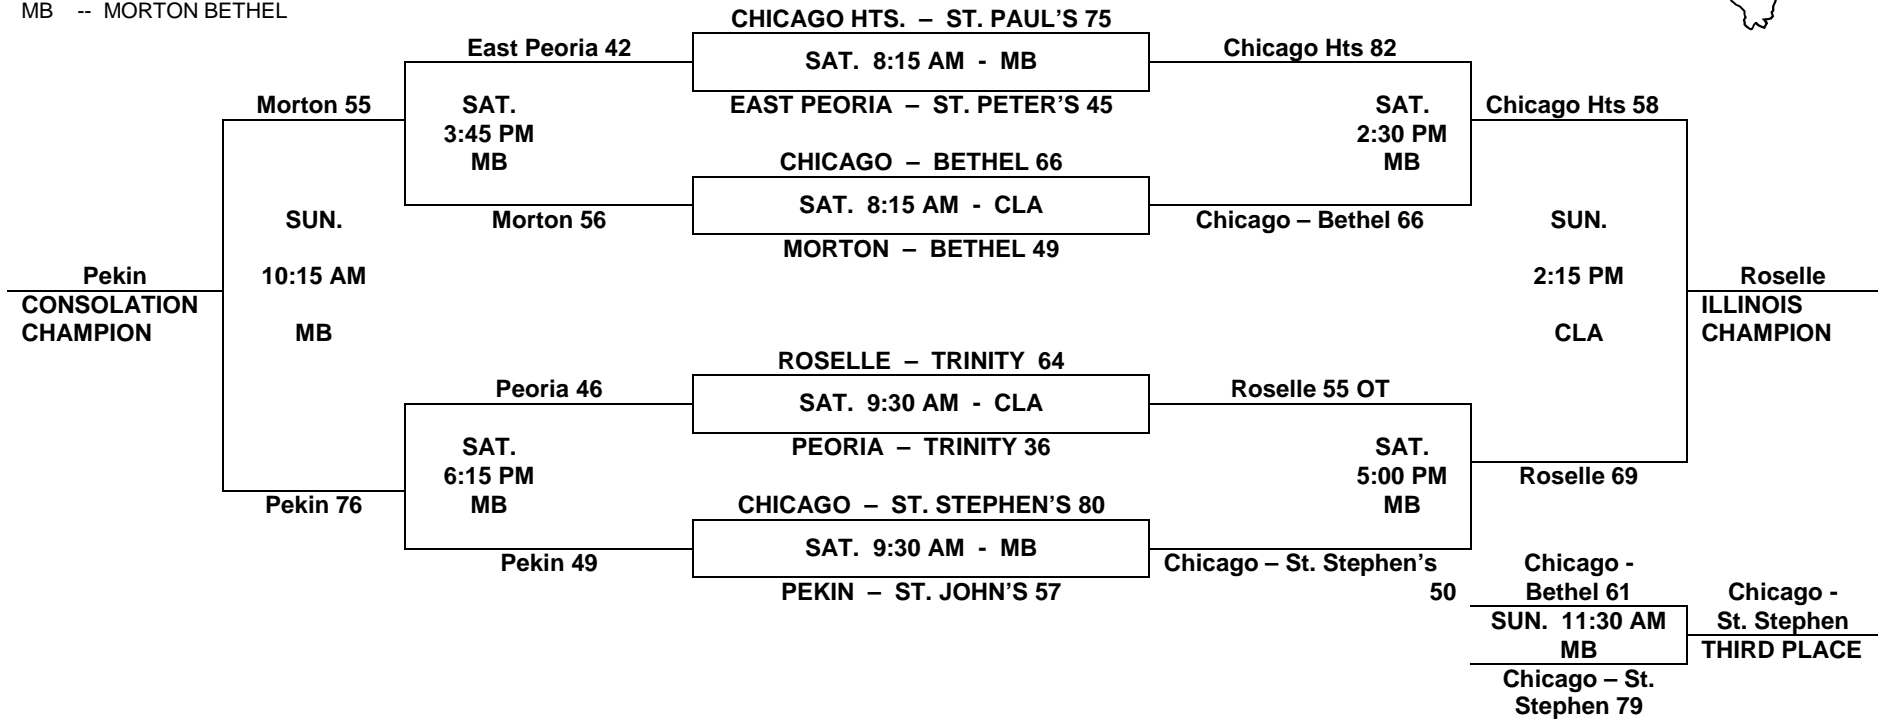 MB -- MORTON BETHEL
CHICAGO HTS. – ST. PAUL’S 75
East Peoria 42
SAT. 8:15 AM - MB
Chicago Hts 82
Morton 55
SAT.
3:45 PM
MB
EAST PEORIA – ST. PETER’S 45
SAT.
2:30 PM
MB
Chicago Hts 58
CHICAGO – BETHEL 66
SAT. 8:15 AM - CLA
Morton 56
Chicago – Bethel 66
MORTON – BETHEL 49
SUN.
10:15 AM
MB
SUN.
2:15 PM
CLA
Pekin
CONSOLATION
CHAMPION
Roselle
ILLINOIS
CHAMPION
ROSELLE – TRINITY 64
Peoria 46
SAT. 9:30 AM - CLA
Roselle 55 OT
PEORIA – TRINITY 36
SAT.
6:15 PM
MB
SAT.
5:00 PM
MB
Pekin 76
Roselle 69
CHICAGO – ST. STEPHEN’S 80
SAT. 9:30 AM - MB
Pekin 49
Chicago – St. Stephen’s
50
PEKIN – ST. JOHN’S 57
Chicago -
Bethel 61
SUN. 11:30 AM
MB
Chicago – St.
Stephen 79
Chicago -
St. Stephen
THIRD PLACE